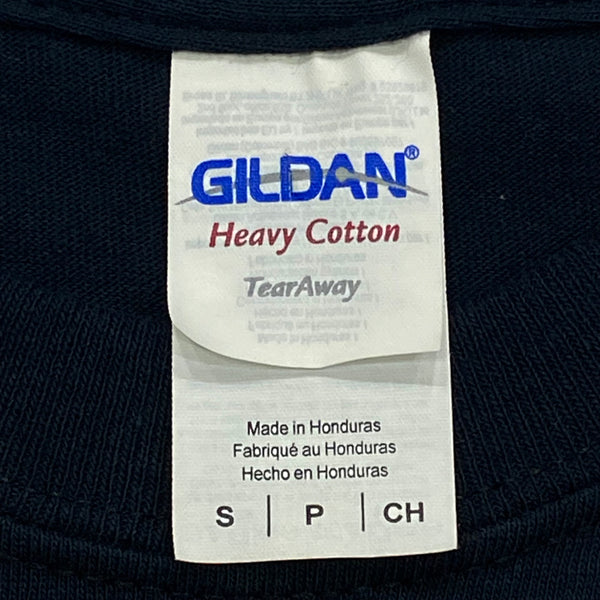 GILDAN®
Heavy Cotton
TearAway
Made in Honduras
Fabriqué au Honduras
Hecho en Honduras
S | P | CH